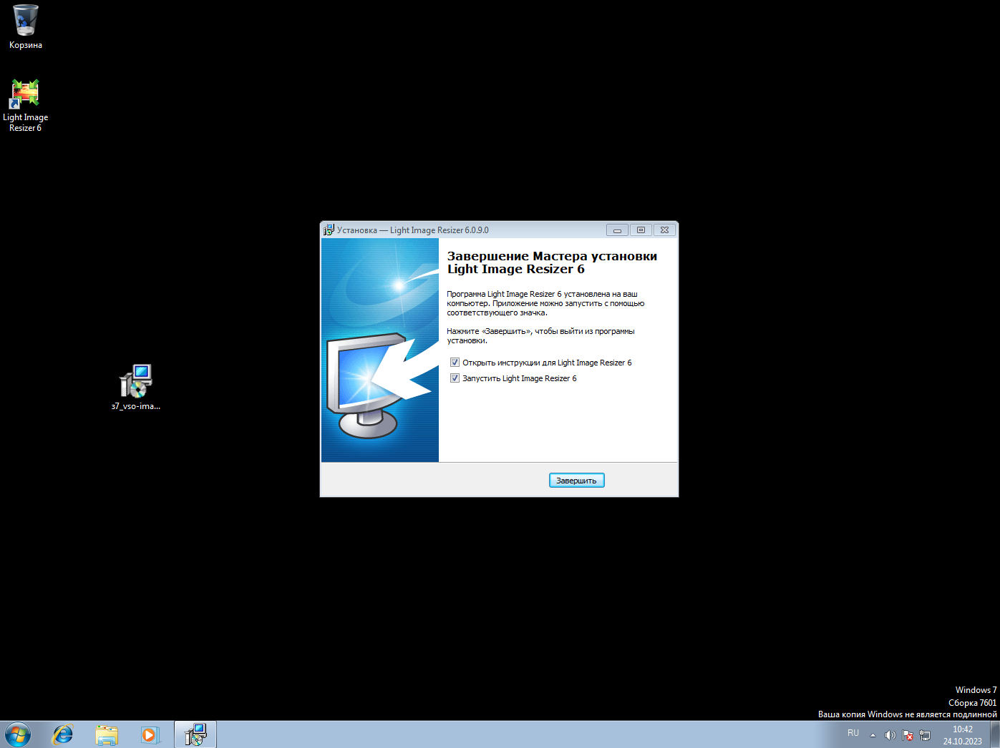 Корзина
Light Image
Resizer 6
Установка — Light Image Resizer 6.0.9.0
Завершение Мастера установки
Light Image Resizer 6
Программа Light Image Resizer 6 установлена на ваш
компьютер. Приложение можно запустить с помощью
соответствующего значка.
Нажмите «Завершить», чтобы выйти из программы
установки.
Открыть инструкции для Light Image Resizer 6
Запустить Light Image Resizer 6
з7_vso-ima...
Завершить
Windows 7
Сборка 7601
Ваша копия Windows не является подлинной
RU
10:42
24.10.2023